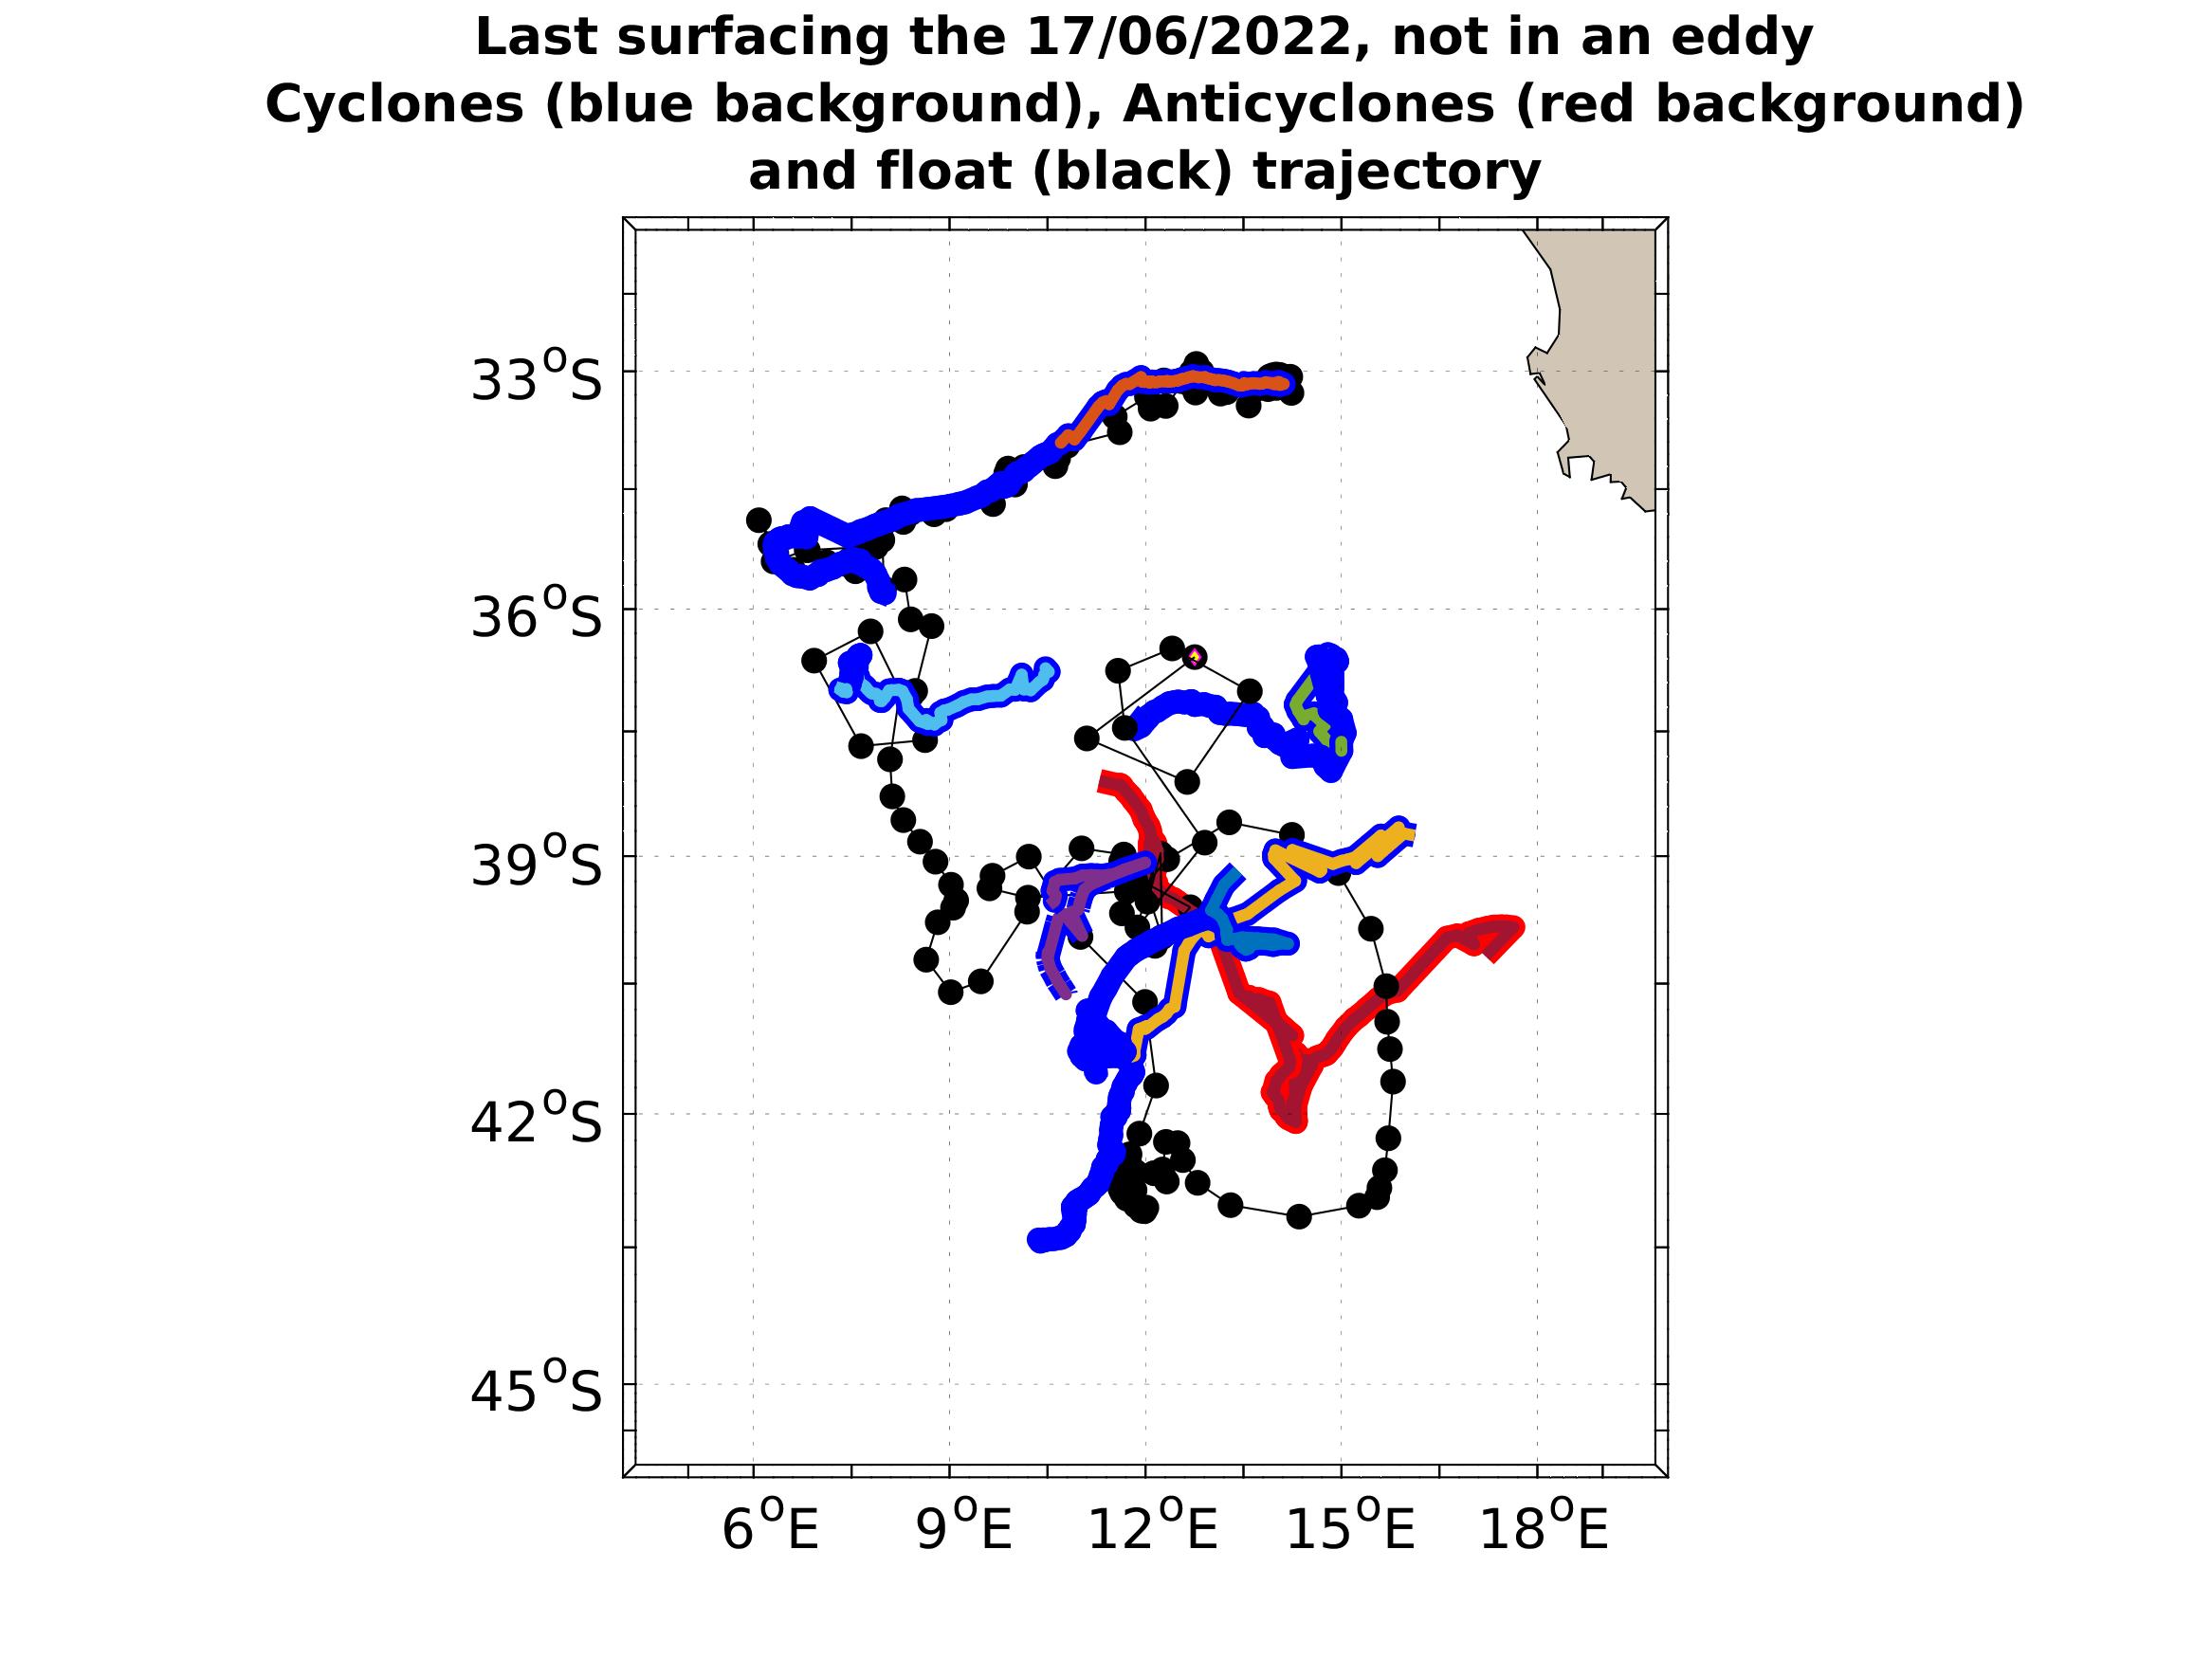 Last surfacing the 17/06/2022, not in an eddy
Cyclones (blue background), Anticyclones (red background)
and float (black) trajectory
33°S
36°S
39°S
42°S
45°S
6°E 9°E 12°E 15°E 18°E